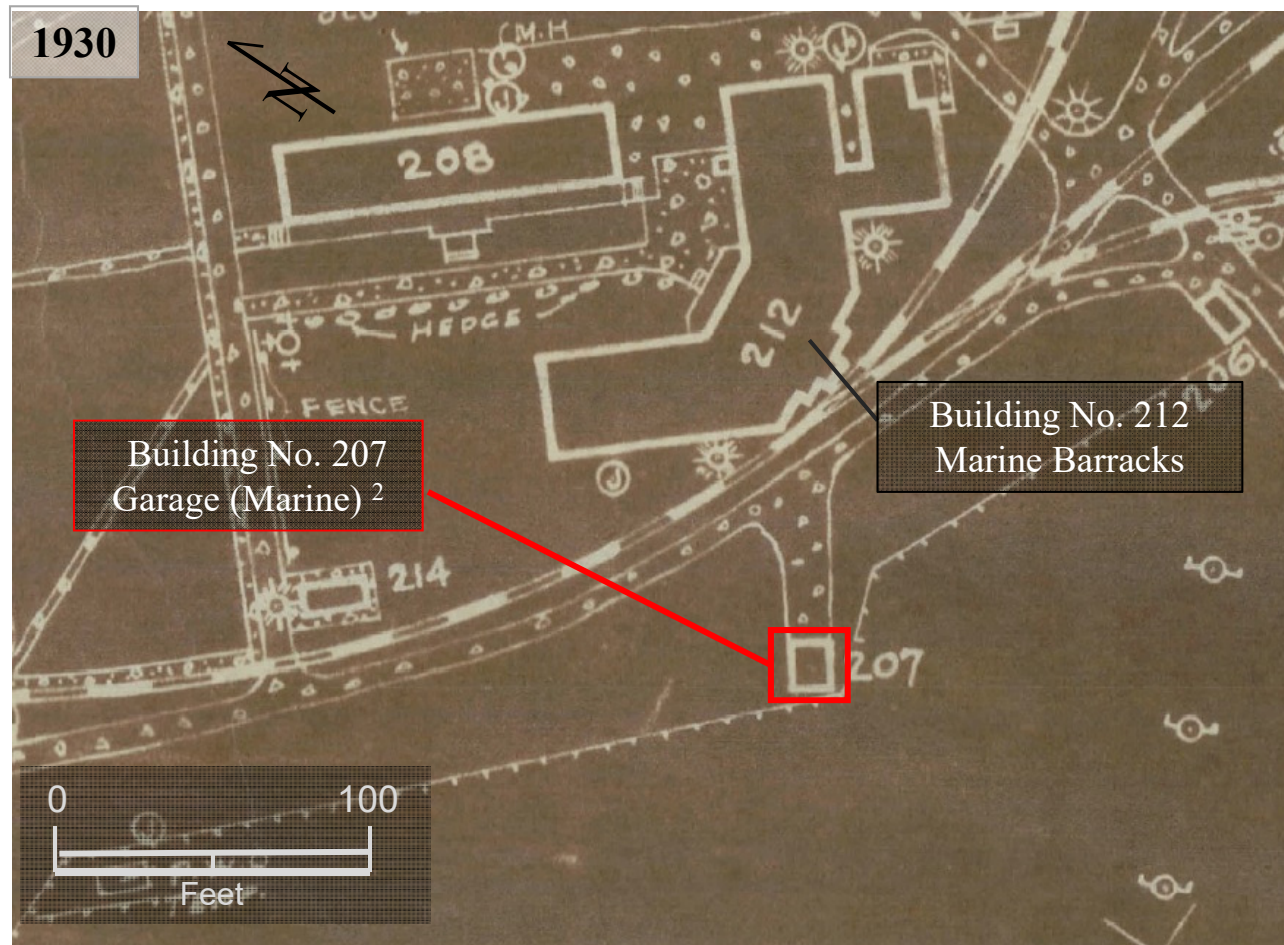 1930
N
M.H
J
208
HEDGE
212
FENCE
206
Building No. 212
Marine Barracks
Building No. 207
Garage (Marine) 2
J
214
207
0 100
Feet